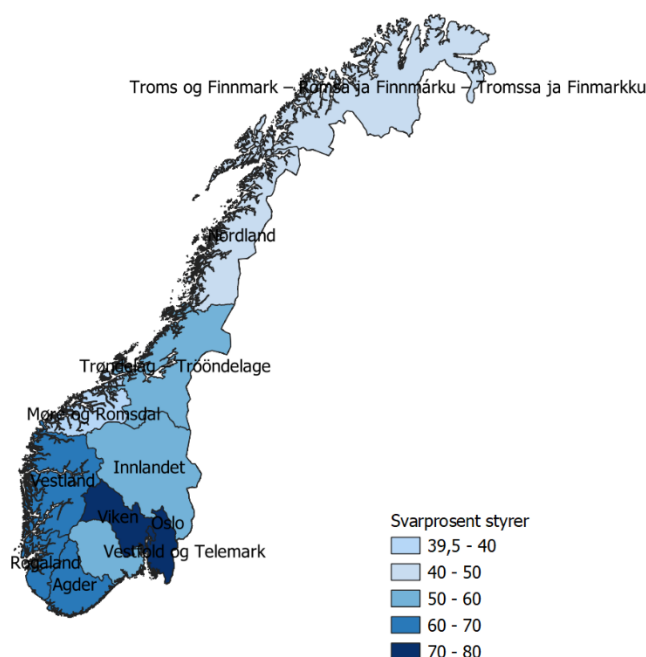 Troms og Finnmark – Romsa ja Finnmárku – Tromssa ja Finmarkku
Nordland
Trøndelag – Trööndelage
Møre og Romsdal
Innlandet
Vestland
Viken
Oslo
Vestfold og Telemark
Rogaland
Agder
Svarprosent styrer
39,5 - 40
40 - 50
50 - 60
60 - 70
70 - 80